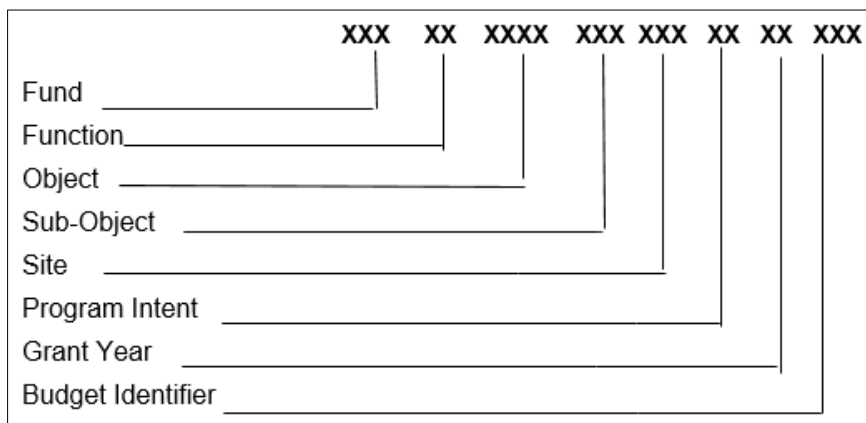 XXX XX XXXX XXX XXX XX XX XXX
Fund
Function
Object
Sub-Object
Site
Program Intent
Grant Year
Budget Identifier